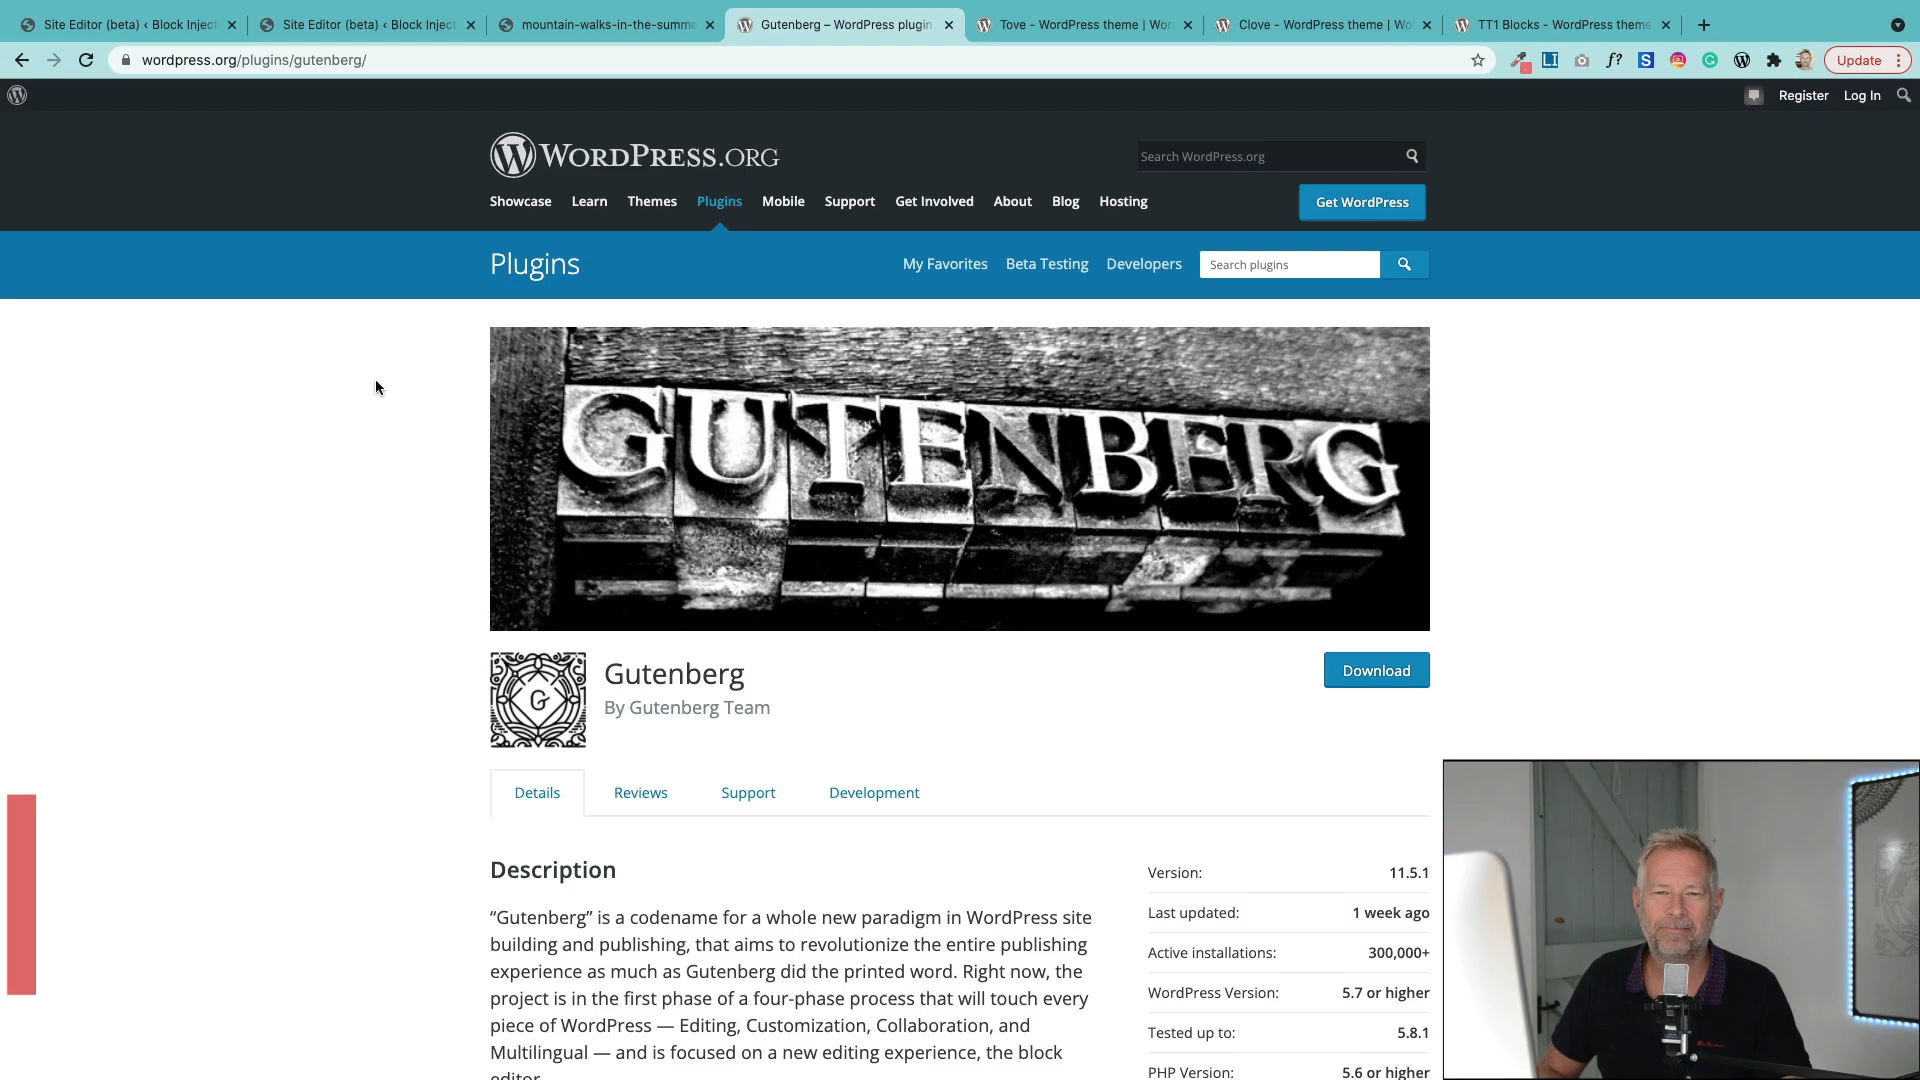 Site Editor (beta) ‹ Block Inject
Site Editor (beta) ‹ Block Inject
mountain-walks-in-the-summe
Gutenberg – WordPress plugin
Tove - WordPress theme | Wor
Clove - WordPress theme | Wo
TT1 Blocks - WordPress theme
wordpress.org/plugins/gutenberg/
f?
S
Update
Register
Log In
WORDPRESS.ORG
Search WordPress.org
Showcase
Learn
Themes
Plugins
Mobile
Support
Get Involved
About
Blog
Hosting
Get WordPress
Plugins
My Favorites
Beta Testing
Developers
Search plugins
GUTENBERG
G
Gutenberg
By Gutenberg Team
Download
Details
Reviews
Support
Development
Description
“Gutenberg” is a codename for a whole new paradigm in WordPress site
building and publishing, that aims to revolutionize the entire publishing
experience as much as Gutenberg did the printed word. Right now, the
project is in the first phase of a four-phase process that will touch every
piece of WordPress — Editing, Customization, Collaboration, and
Multilingual — and is focused on a new editing experience, the block
editor.
Version: 11.5.1
Last updated: 1 week ago
Active installations: 300,000+
WordPress Version: 5.7 or higher
Tested up to: 5.8.1
PHP Version: 5.6 or higher